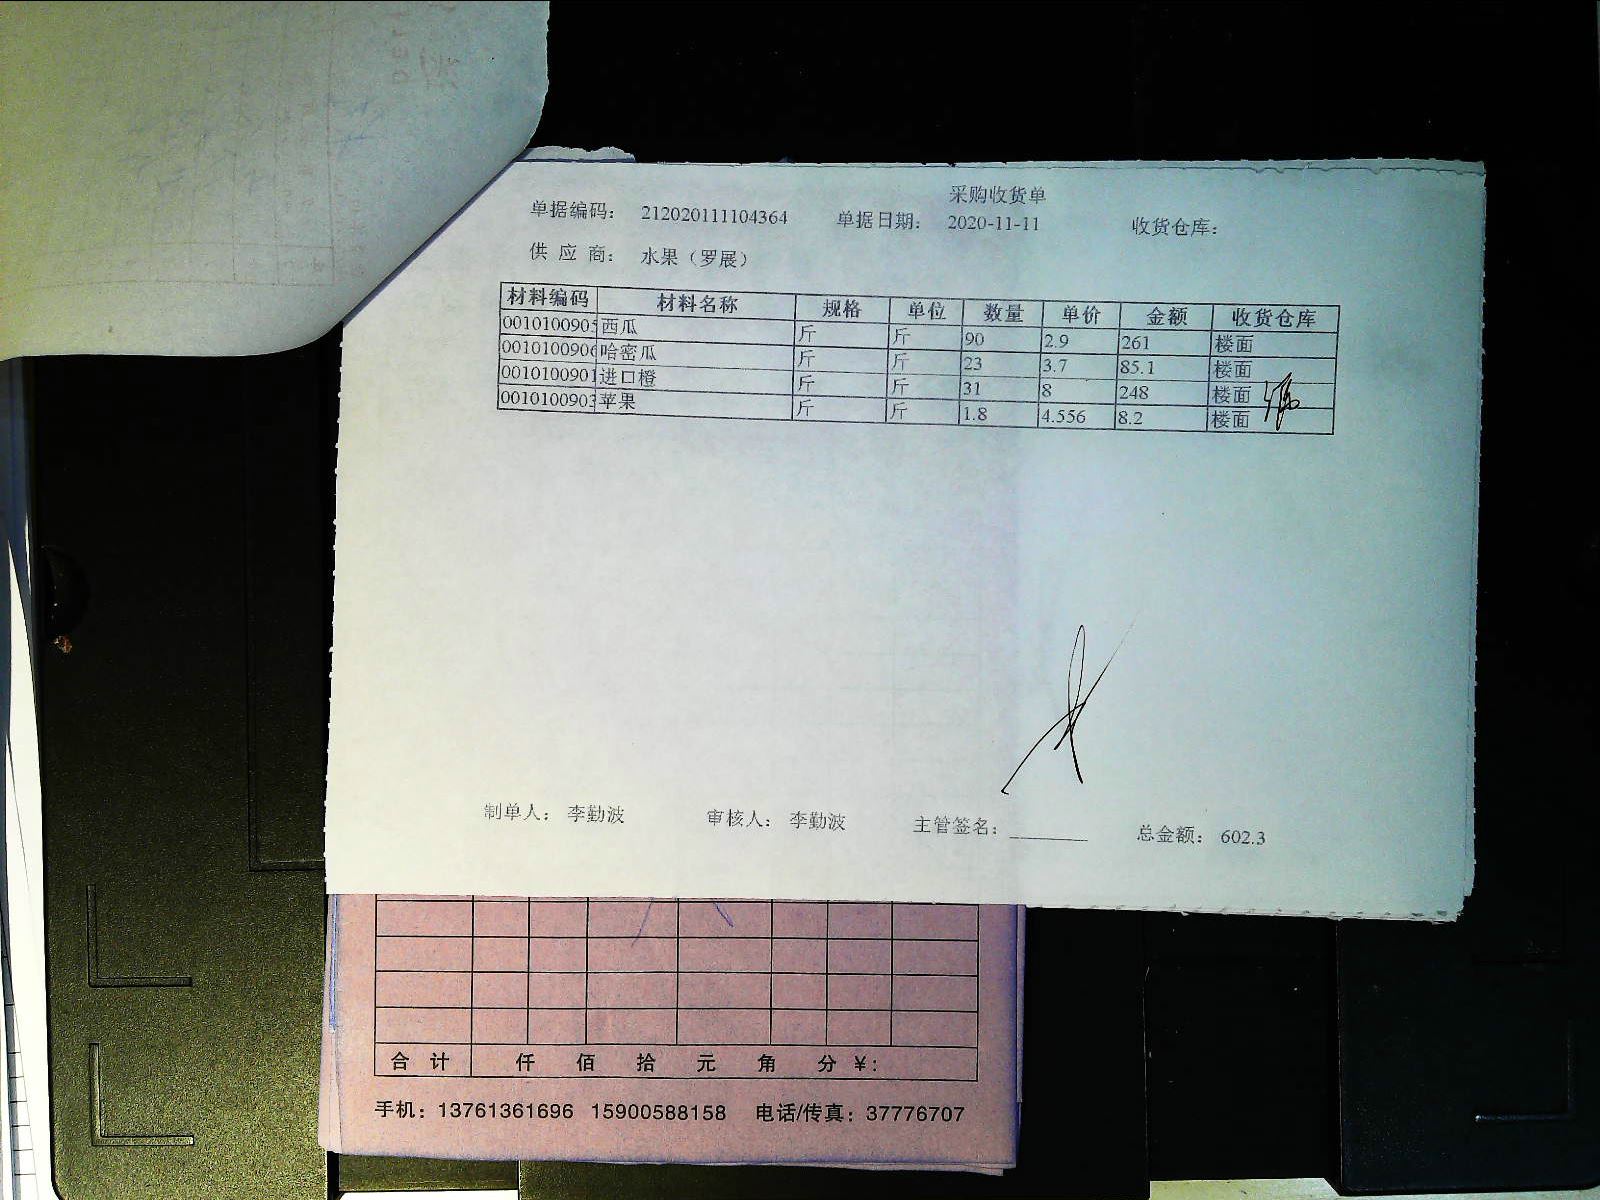 采购收货单
单据编码： 212020111104364 单据日期： 2020-11-11 收货仓库：
供 应 商： 水果（罗展）
材料编码 材料名称 规格 单位 数量 单价 金额 收货仓库
0010100905 西瓜 斤 斤 90 2.9 261 楼面
0010100906 哈密瓜 斤 斤 23 3.7 85.1 楼面
0010100901 进口橙 斤 斤 31 8 248 楼面
0010100903 苹果 斤 斤 1.8 4.556 8.2 楼面
制单人： 李勤波 审核人： 李勤波 主管签名： 总金额： 602.3
合 计 仟 佰 拾 元 角 分 ¥:
手机：13761361696 15900588158 电话/传真：37776707